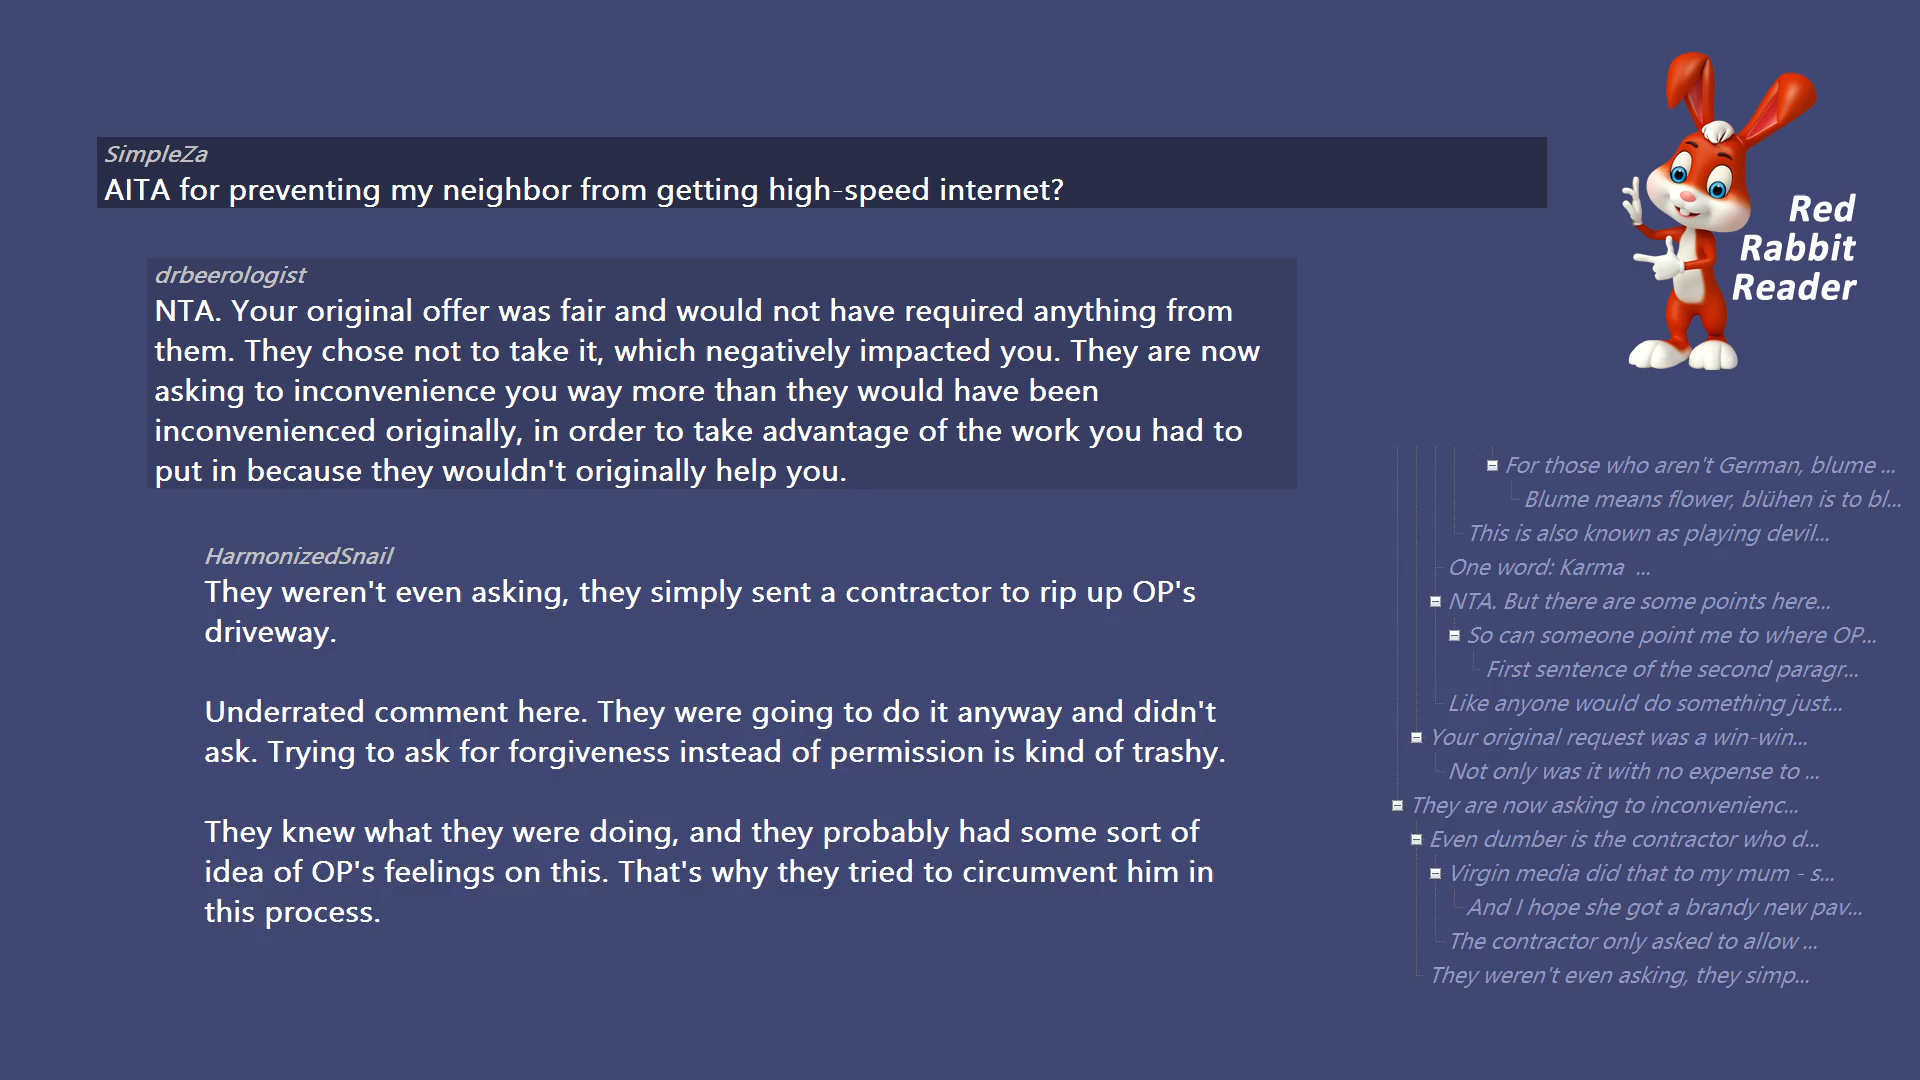 SimpleZa
AITA for preventing my neighbor from getting high-speed internet?
drbeerologist
NTA. Your original offer was fair and would not have required anything from
them. They chose not to take it, which negatively impacted you. They are now
asking to inconvenience you way more than they would have been
inconvenienced originally, in order to take advantage of the work you had to
put in because they wouldn't originally help you.
HarmonizedSnail
They weren't even asking, they simply sent a contractor to rip up OP's
driveway.
Underrated comment here. They were going to do it anyway and didn't
ask. Trying to ask for forgiveness instead of permission is kind of trashy.
They knew what they were doing, and they probably had some sort of
idea of OP's feelings on this. That's why they tried to circumvent him in
this process.
Red
Rabbit
Reader
For those who aren't German, blume ...
Blume means flower, blühen is to bl...
This is also known as playing devil...
One word: Karma ...
NTA. But there are some points here...
So can someone point me to where OP...
First sentence of the second paragr...
Like anyone would do something just...
Your original request was a win-win...
Not only was it with no expense to ...
They are now asking to inconvenienc...
Even dumber is the contractor who d...
Virgin media did that to my mum - s...
And I hope she got a brandy new pav...
The contractor only asked to allow ...
They weren't even asking, they simp...